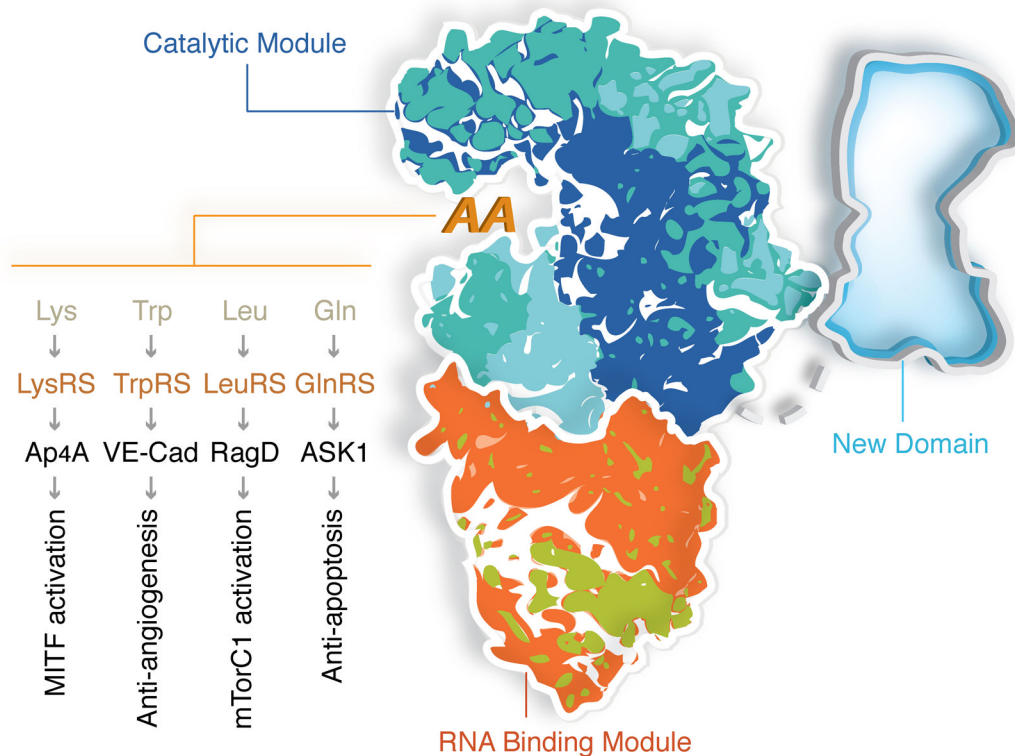 Catalytic Module
AA
Lys Trp Leu Gln
↓ ↓ ↓ ↓
LysRS TrpRS LeuRS GlnRS
↓ ↓ ↓ ↓
Ap4A VE-Cad RagD ASK1
↓ ↓ ↓ ↓
MITF activation
Anti-angiogenesis
mTorC1 activation
Anti-apoptosis
New Domain
RNA Binding Module